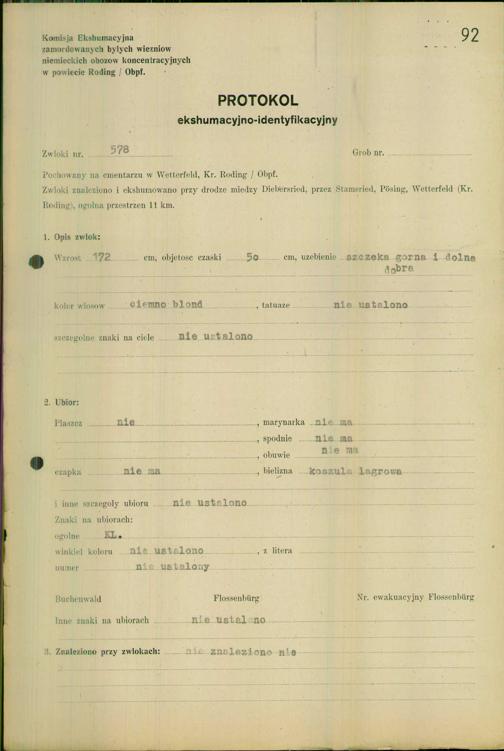 92
Komisja Ekshumacyjna
zamordowanych byłych wiezniow
niemieckich obozow koncentracyjnych
w powiecie Roding / Obpf.
PROTOKOL
ekshumacyjno-identyfikacyjny
Zwloki nr. 578 Grob nr.
Pochowany na cmentarzu w Wetterfeld, Kr. Roding / Obpf.
Zwloki znaleziono i ekshumowano przy drodze miedzy Diebersried, przez Stamsried, Pösing, Wetterfeld (Kr.
Roding), ogolna przestrzen 11 km.
1. Opis zwlok:
Wzrost 172 cm, objetosc czaski 50 cm, uzebienie szczeka gorna i dolna
dobra
kolor wlosow ciemno blond , tatuaze nie ustalono
szczegolne znaki na ciele nie ustalono
2. Ubior:
Plaszcz nie , marynarka nie ma
, spodnie nie ma
, obuwie nie ma
czapka nie ma , bielizna koszula lagrowa
i inne szczegoly ubioru nie ustalono
Znaki na ubiorach:
ogolne KL.
winkiel koloru nie ustalono , z litera
numer nie ustalony
Buchenwald Flossenbürg Nr. ewakuacyjny Flossenbürg
Inne znaki na ubiorach nie ustalono
3. Znaleziono przy zwlokach: nie znaleziono nic